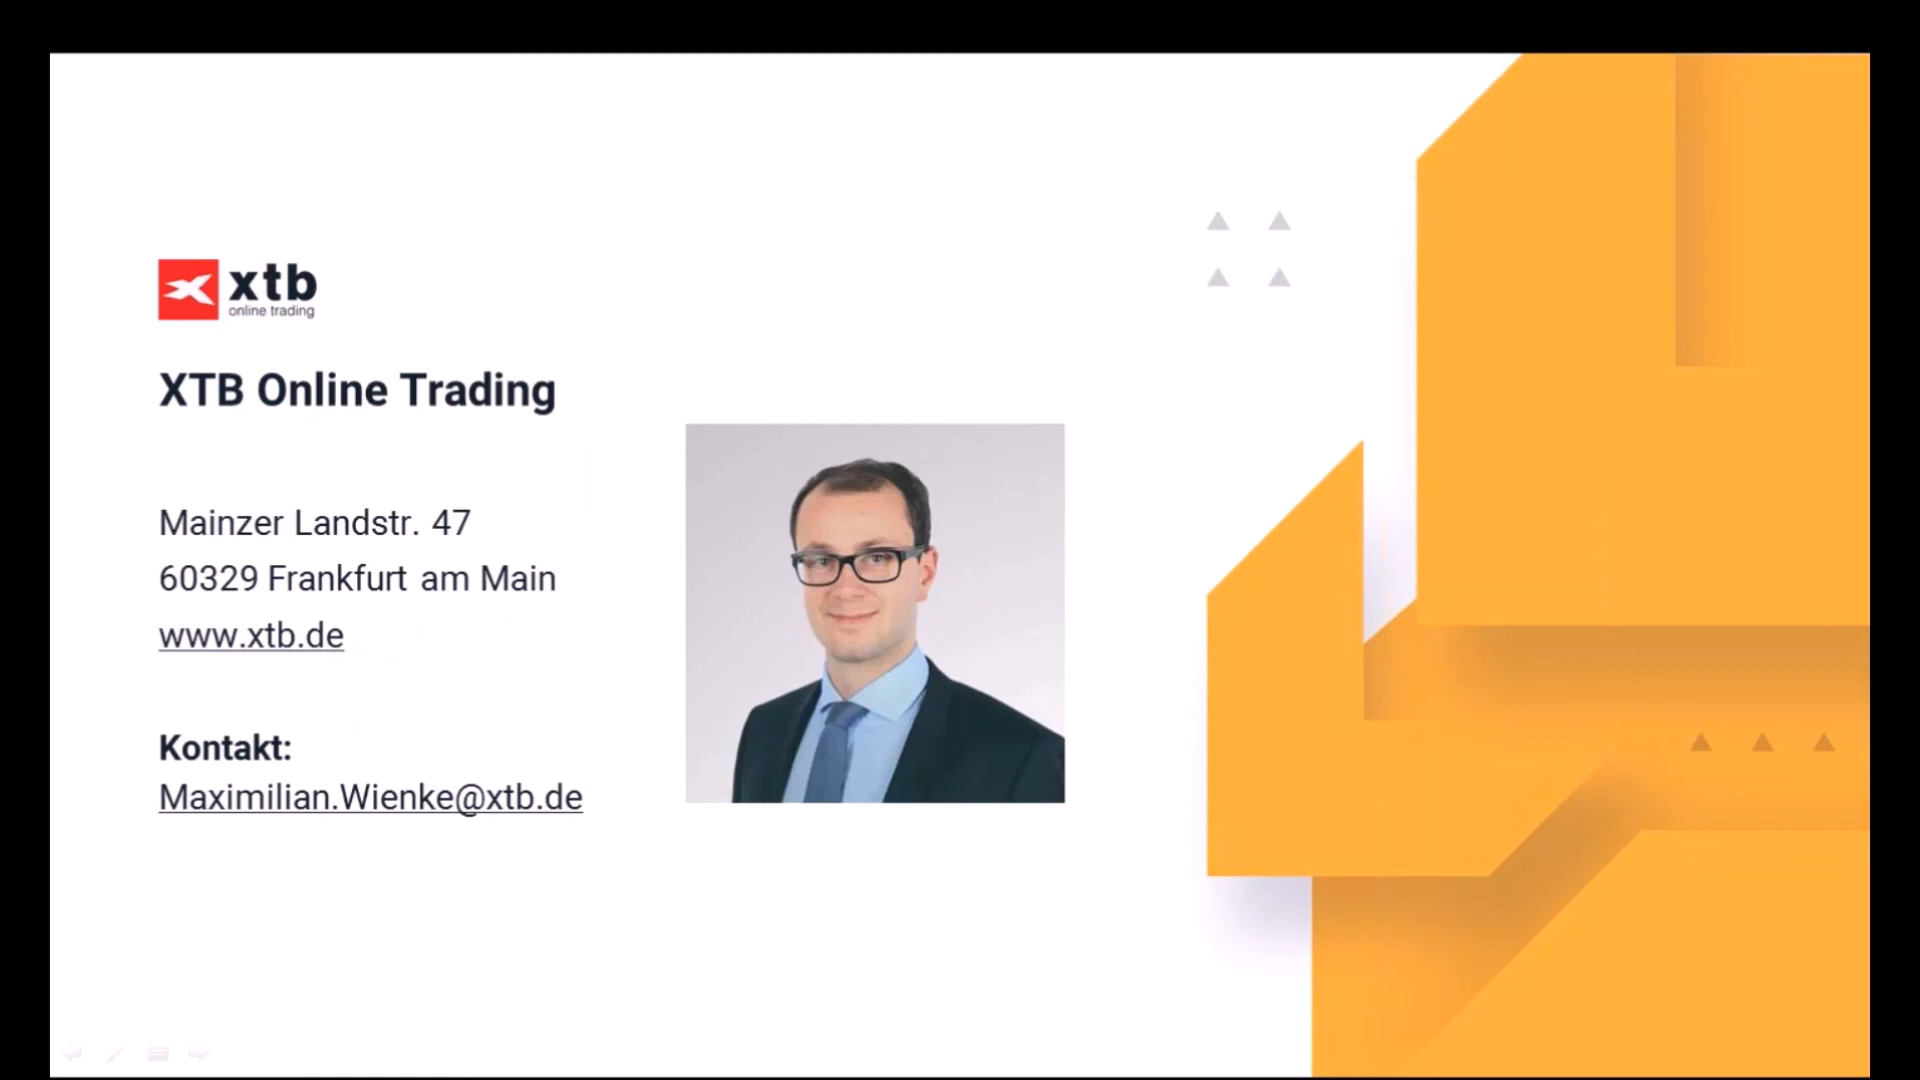 xtb
online trading
XTB Online Trading
Mainzer Landstr. 47
60329 Frankfurt am Main
www.xtb.de
Kontakt:
Maximilian.Wienke@xtb.de